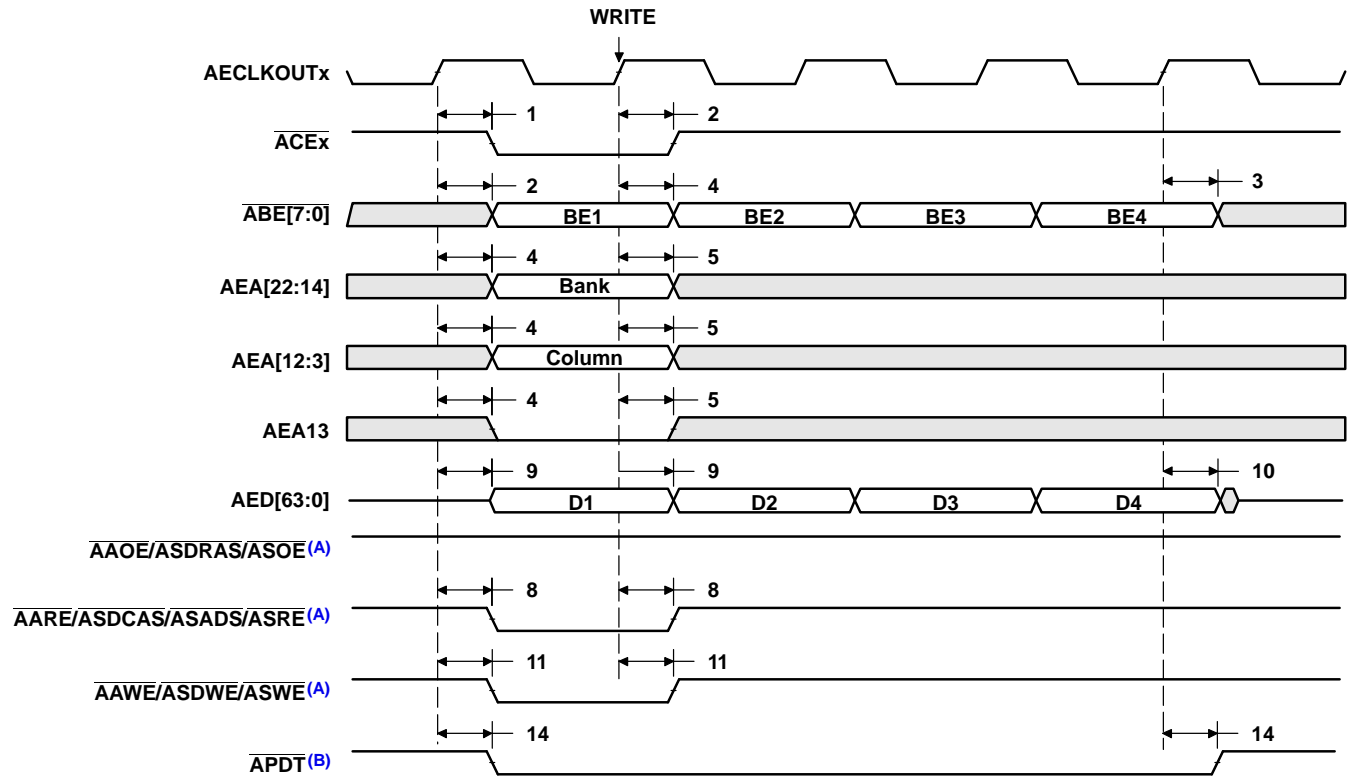 WRITE
AECLKOUTx
1 2
ACEx
2 4 3
ABE[7:0] BE1 BE2 BE3 BE4
4 5
AEA[22:14] Bank
4 5
AEA[12:3] Column
4 5
AEA13
9 9 10
AED[63:0] D1 D2 D3 D4
AAOE/ASDRAS/ASOE(A)
8 8
AARE/ASDCAS/ASADS/ASRE(A)
11 11
AAWE/ASDWE/ASWE(A)
14 14
APDT(B)